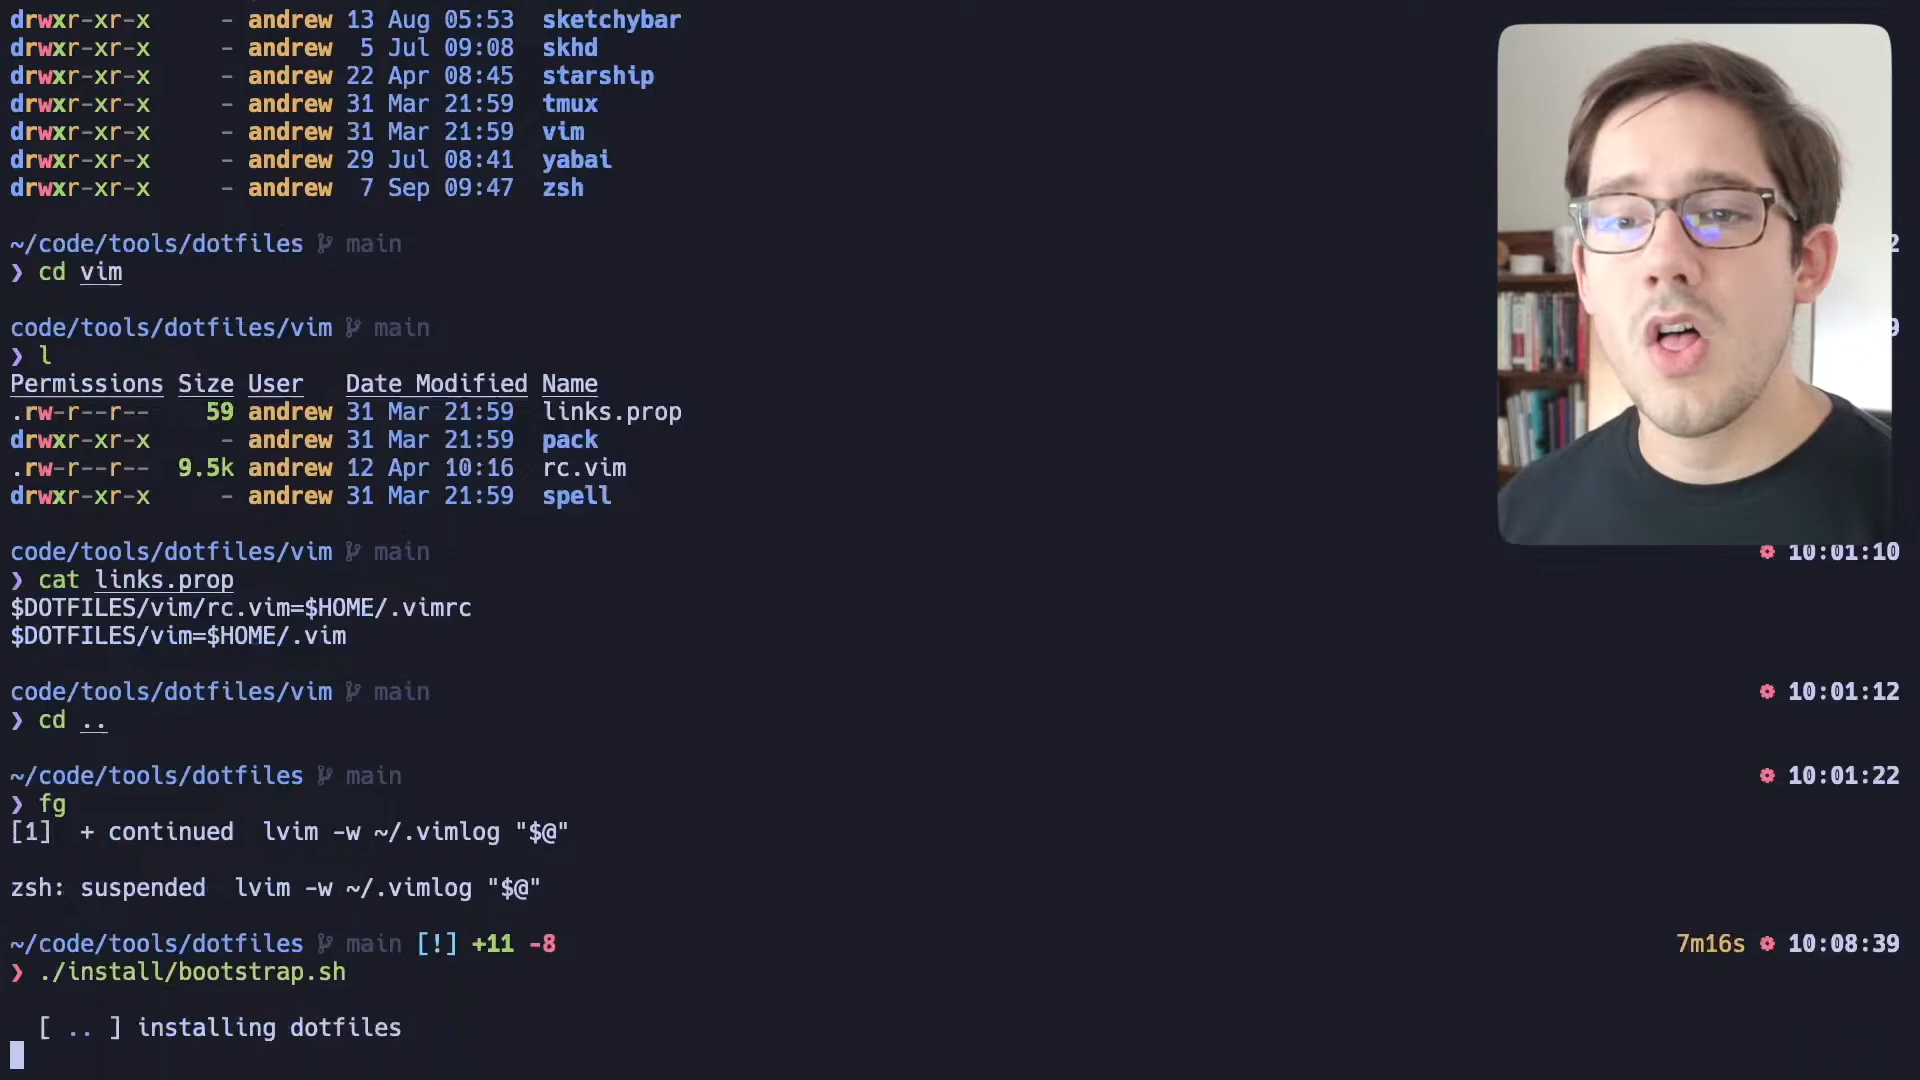 drwxr-xr-x - andrew 13 Aug 05:53 sketchybar
drwxr-xr-x - andrew 5 Jul 09:08 skhd
drwxr-xr-x - andrew 22 Apr 08:45 starship
drwxr-xr-x - andrew 31 Mar 21:59 tmux
drwxr-xr-x - andrew 31 Mar 21:59 vim
drwxr-xr-x - andrew 29 Jul 08:41 yabai
drwxr-xr-x - andrew 7 Sep 09:47 zsh
~/code/tools/dotfiles main 2
❯ cd vim
code/tools/dotfiles/vim main 9
❯ l
Permissions Size User Date Modified Name
.rw-r--r-- 59 andrew 31 Mar 21:59 links.prop
drwxr-xr-x - andrew 31 Mar 21:59 pack
.rw-r--r-- 9.5k andrew 12 Apr 10:16 rc.vim
drwxr-xr-x - andrew 31 Mar 21:59 spell
code/tools/dotfiles/vim main 10:01:10
❯ cat links.prop
$DOTFILES/vim/rc.vim=$HOME/.vimrc
$DOTFILES/vim=$HOME/.vim
code/tools/dotfiles/vim main 10:01:12
❯ cd ..
~/code/tools/dotfiles main 10:01:22
❯ fg
[1] + continued lvim -w ~/.vimlog "$@"
zsh: suspended lvim -w ~/.vimlog "$@"
~/code/tools/dotfiles main [!] +11 -8 7m16s 10:08:39
❯ ./install/bootstrap.sh
[ .. ] installing dotfiles